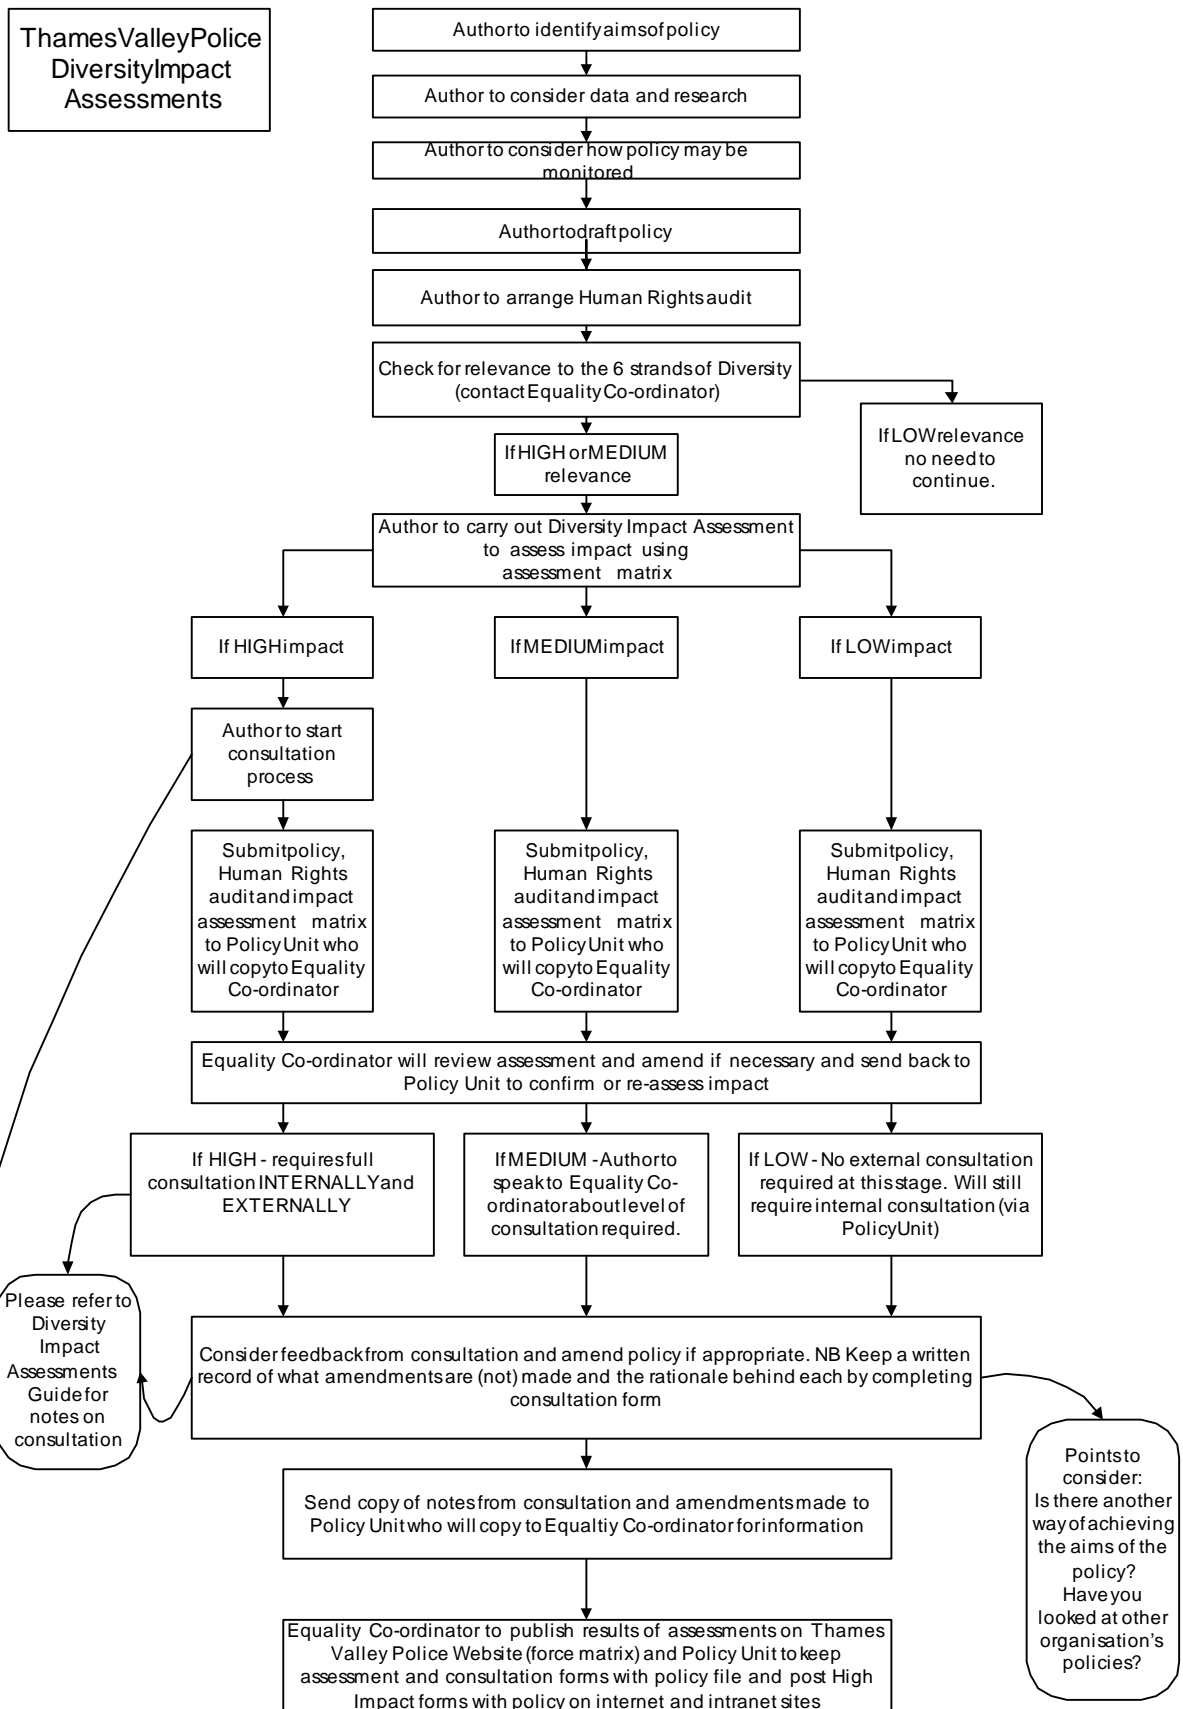 Thames Valley Police
Diversity Impact
Assessments
Author to identify aims of policy
Author to consider data and research
Author to consider how policy may be
monitored
Author to draft policy
Author to arrange Human Rights audit
Check for relevance to the 6 strands of Diversity
(contact Equality Co-ordinator)
If LOW relevance
no need to
continue.
If HIGH or MEDIUM
relevance
Author to carry out Diversity Impact Assessment
to assess impact using
assessment matrix
If HIGH impact
If MEDIUM impact
If LOW impact
Author to start
consultation
process
Submit policy,
Human Rights
audit and impact
assessment matrix
to Policy Unit who
will copy to Equality
Co-ordinator
Submit policy,
Human Rights
audit and impact
assessment matrix
to Policy Unit who
will copy to Equality
Co-ordinator
Submit policy,
Human Rights
audit and impact
assessment matrix
to Policy Unit who
will copy to Equality
Co-ordinator
Equality Co-ordinator will review assessment and amend if necessary and send back to
Policy Unit to confirm or re-assess impact
If HIGH - requires full
consultation INTERNALLY and
EXTERNALLY
If MEDIUM - Author to
speak to Equality Co-
ordinator about level of
consultation required.
If LOW - No external consultation
required at this stage. Will still
require internal consultation (via
Policy Unit)
Please refer to
Diversity
Impact
Assessments
Guide for
notes on
consultation
Consider feedback from consultation and amend policy if appropriate. NB Keep a written
record of what amendments are (not) made and the rationale behind each by completing
consultation form
Points to
consider:
Is there another
way of achieving
the aims of the
policy?
Have you
looked at other
organisation's
policies?
Send copy of notes from consultation and amendments made to
Policy Unit who will copy to Equaltiy Co-ordinator for information
Equality Co-ordinator to publish results of assessments on Thames
Valley Police Website (force matrix) and Policy Unit to keep
assessment and consultation forms with policy file and post High
Impact forms with policy on internet and intranet sites